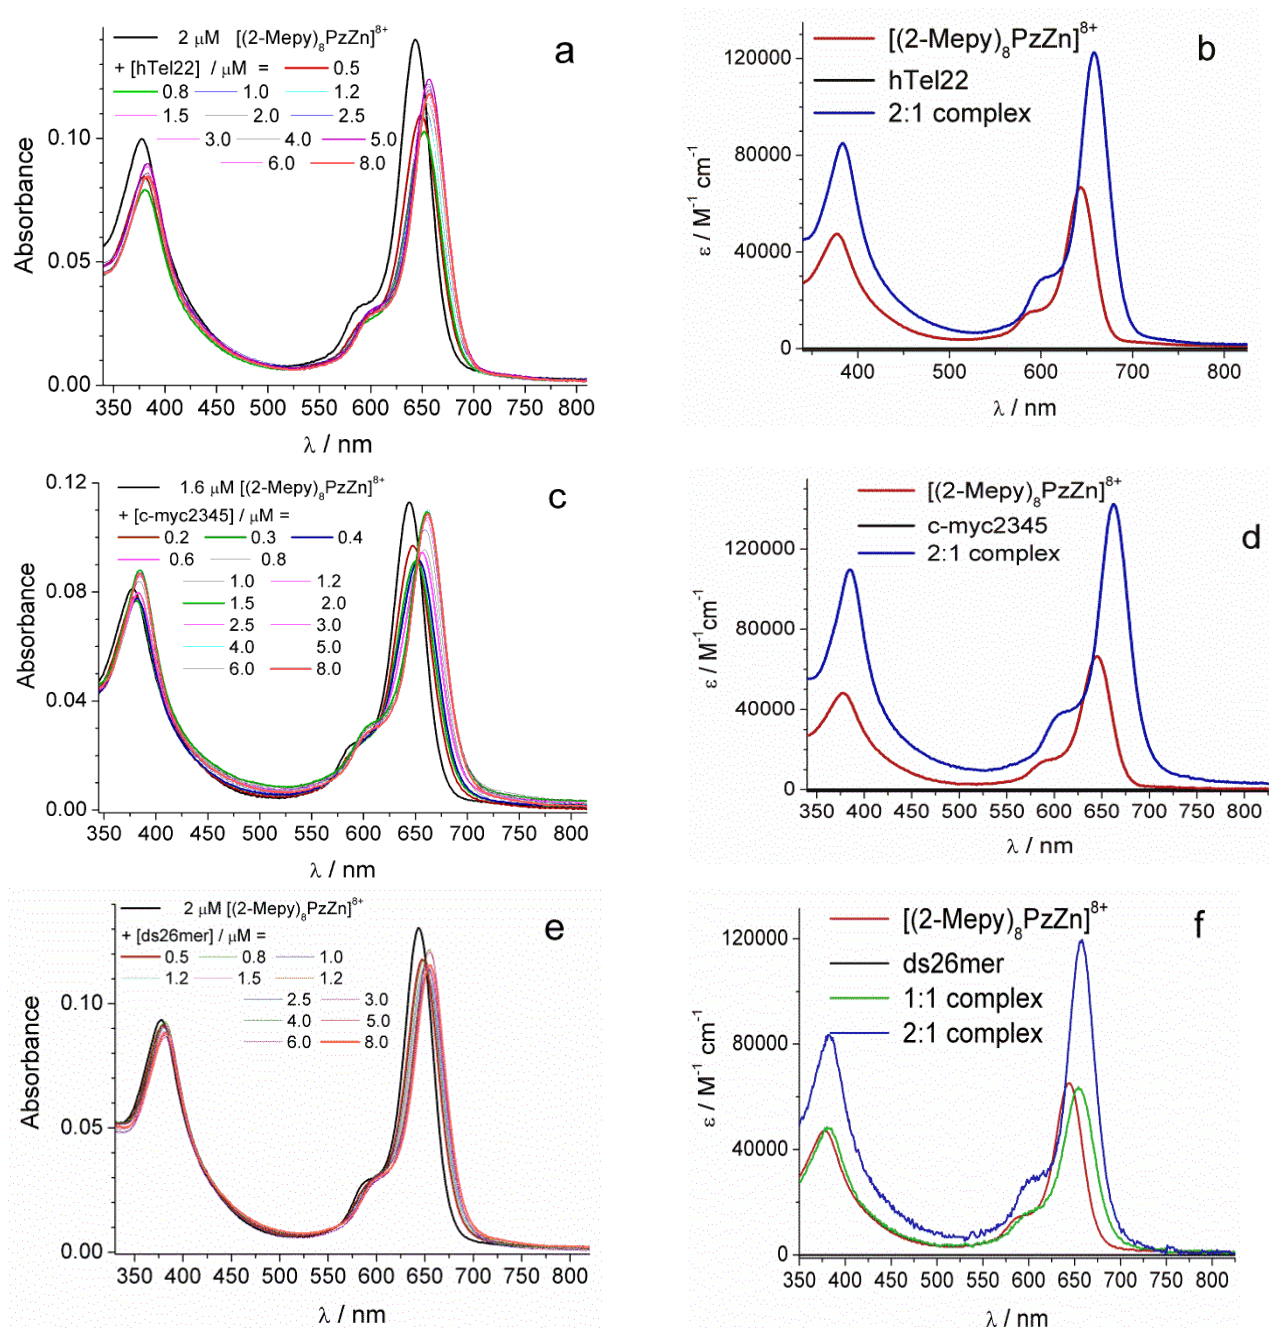 a
2 μM [(2-Mepy)8PzZn]8+
+ [hTel22] / μM = 0.5
0.8 1.0 1.2
1.5 2.0 2.5
3.0 4.0 5.0
6.0 8.0
Absorbance
0.10
0.05
0.00
350 400 450 500 550 600 650 700 750 800
λ / nm
b
[(2-Mepy)8PzZn]8+
hTel22
2:1 complex
ε / M-1 cm-1
120000
80000
40000
0
400 500 600 700 800
λ / nm
c
1.6 μM [(2-Mepy)8PzZn]8+
+ [c-myc2345] / μM =
0.2 0.3 0.4
0.6 0.8
1.0 1.2
1.5 2.0
2.5 3.0
4.0 5.0
6.0 8.0
Absorbance
0.12
0.08
0.04
0.00
350 400 450 500 550 600 650 700 750 800
λ / nm
d
[(2-Mepy)8PzZn]8+
c-myc2345
2:1 complex
ε / M-1 cm-1
120000
80000
40000
0
350 400 450 500 550 600 650 700 750 800
λ / nm
e
2 μM [(2-Mepy)8PzZn]8+
+ [ds26mer] / μM =
0.5 0.8 1.0
1.2 1.5 1.2
2.5 3.0
4.0 5.0
6.0 8.0
Absorbance
0.10
0.05
0.00
350 400 450 500 550 600 650 700 750 800
λ / nm
f
[(2-Mepy)8PzZn]8+
ds26mer
1:1 complex
2:1 complex
ε / M-1 cm-1
120000
80000
40000
0
350 400 450 500 550 600 650 700 750 800
λ / nm